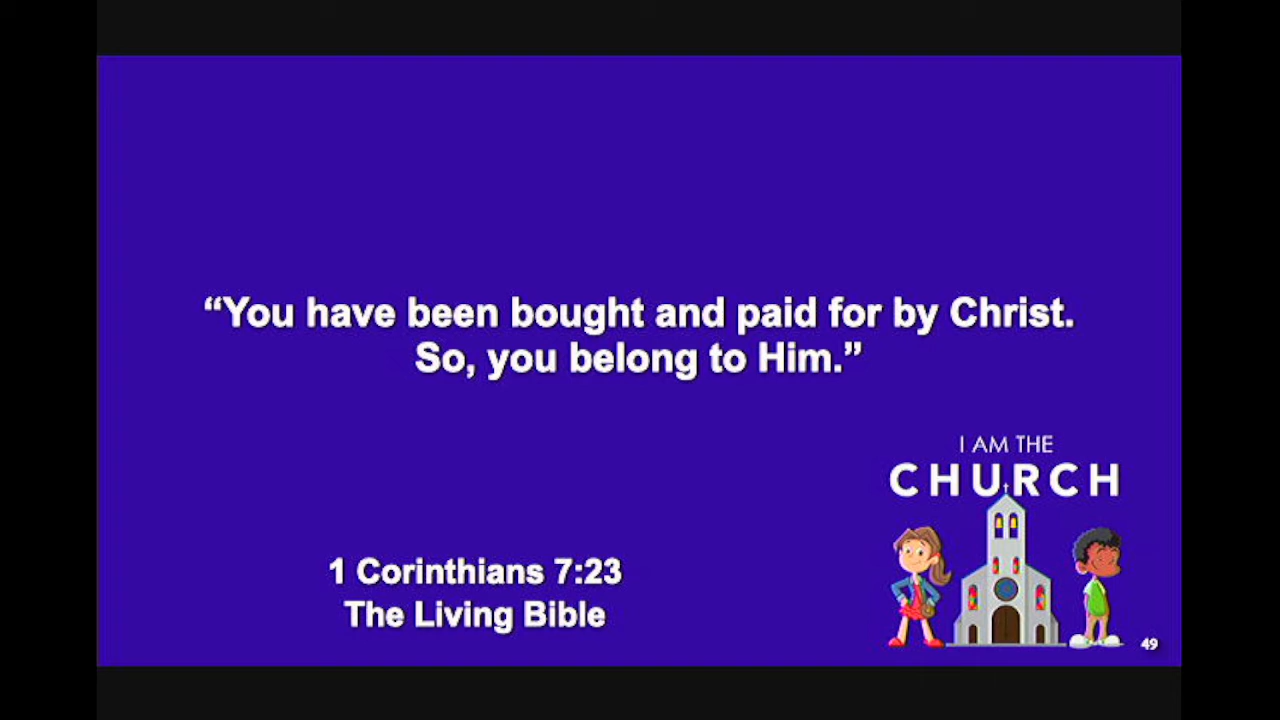 “You have been bought and paid for by Christ.
So, you belong to Him.”
I AM THE
CHURCH
1 Corinthians 7:23
The Living Bible
49